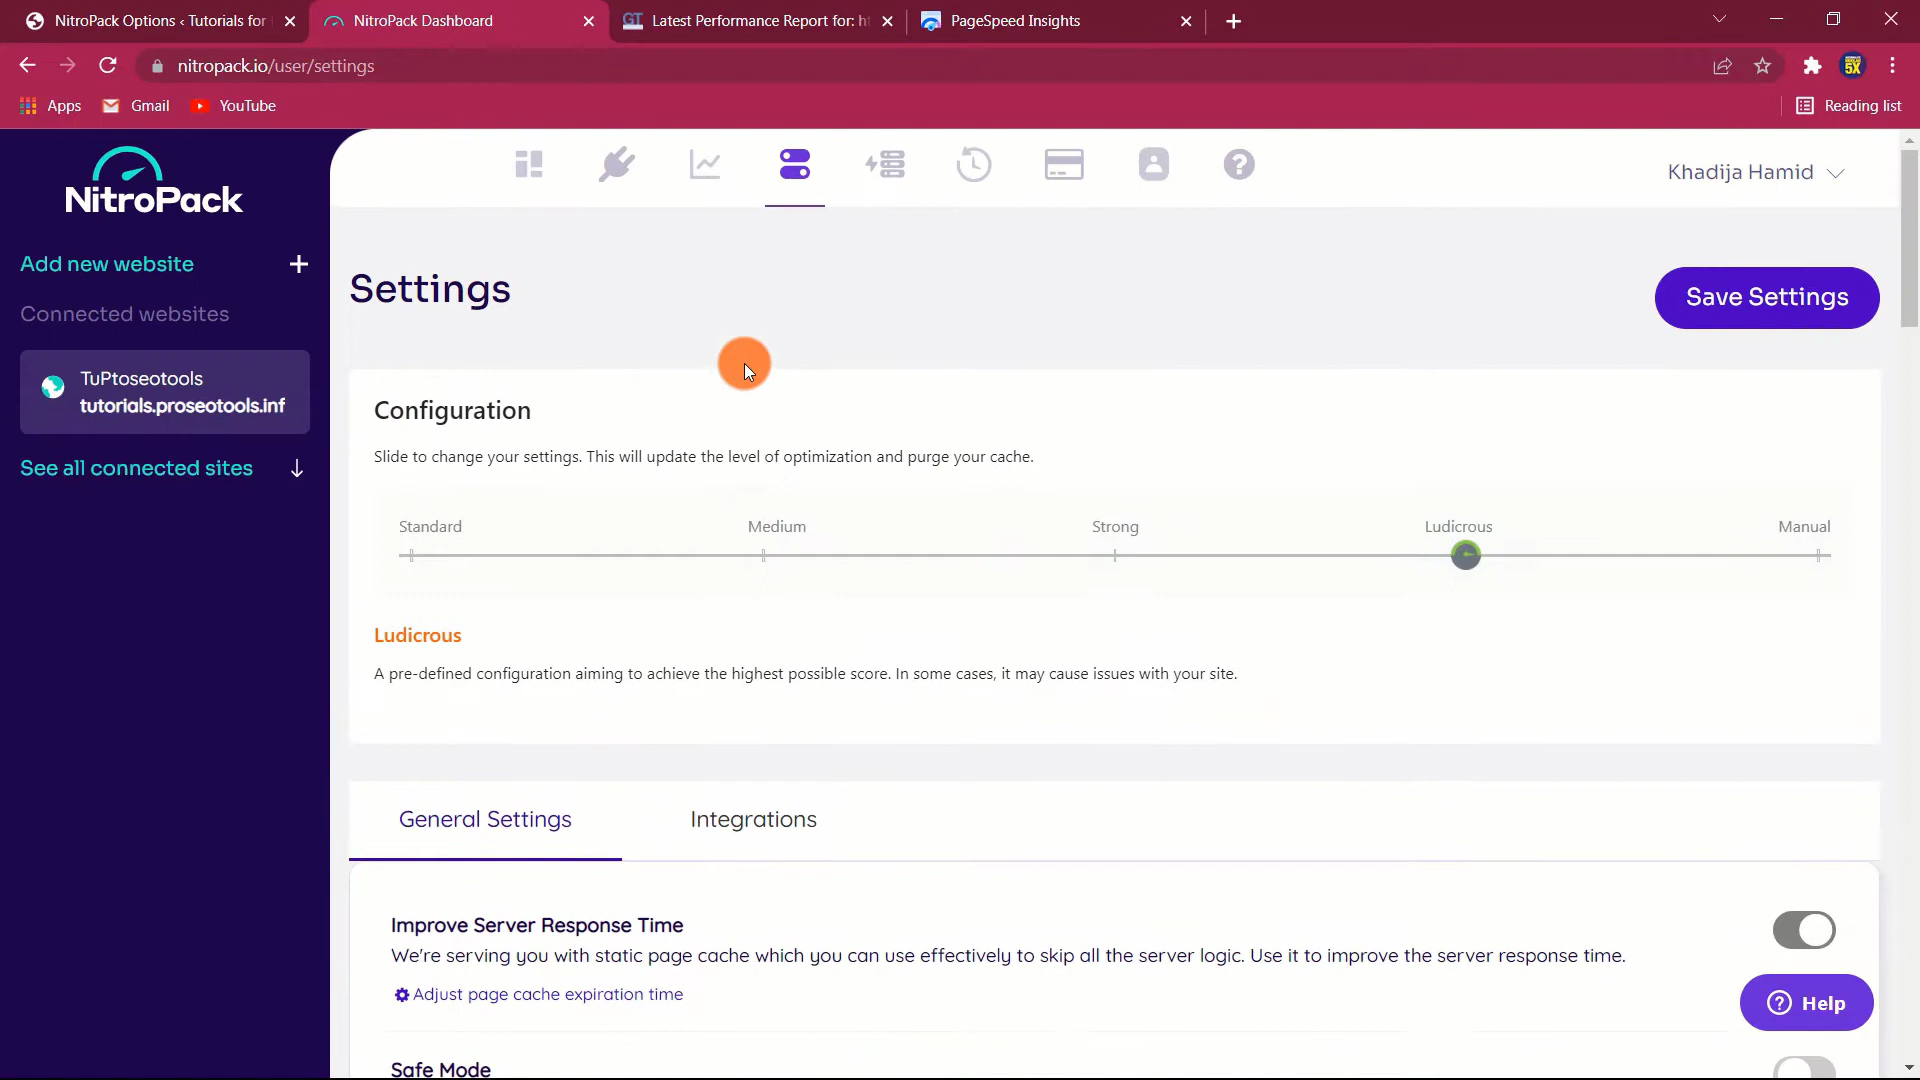 NitroPack Options ‹ Tutorials for
NitroPack Dashboard
GT Latest Performance Report for: ht
PageSpeed Insights
nitropack.io/user/settings
5X
Apps
Gmail
YouTube
Reading list
NitroPack
Khadija Hamid
Add new website
Connected websites
TuPtoseotools
tutorials.proseotools.inf
See all connected sites
Settings
Save Settings
Configuration
Slide to change your settings. This will update the level of optimization and purge your cache.
Standard Medium Strong Ludicrous Manual
Ludicrous
A pre-defined configuration aiming to achieve the highest possible score. In some cases, it may cause issues with your site.
General Settings Integrations
Improve Server Response Time
We're serving you with static page cache which you can use effectively to skip all the server logic. Use it to improve the server response time.
Adjust page cache expiration time
Help
Safe Mode